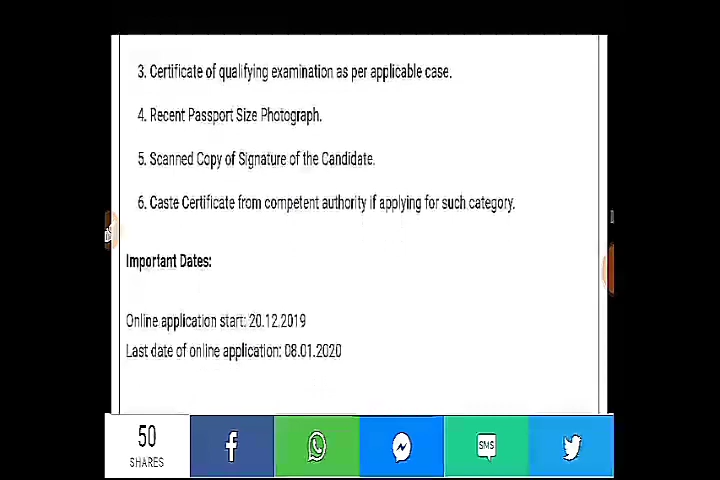 3. Certificate of qualifying examination as per applicable case.
4. Recent Passport Size Photograph.
5. Scanned Copy of Signature of the Candidate.
6. Caste Certificate from competent authority if applying for such category.
Important Dates:
Online application start: 20.12.2019
Last date of online application: 08.01.2020
50
SHARES
SMS